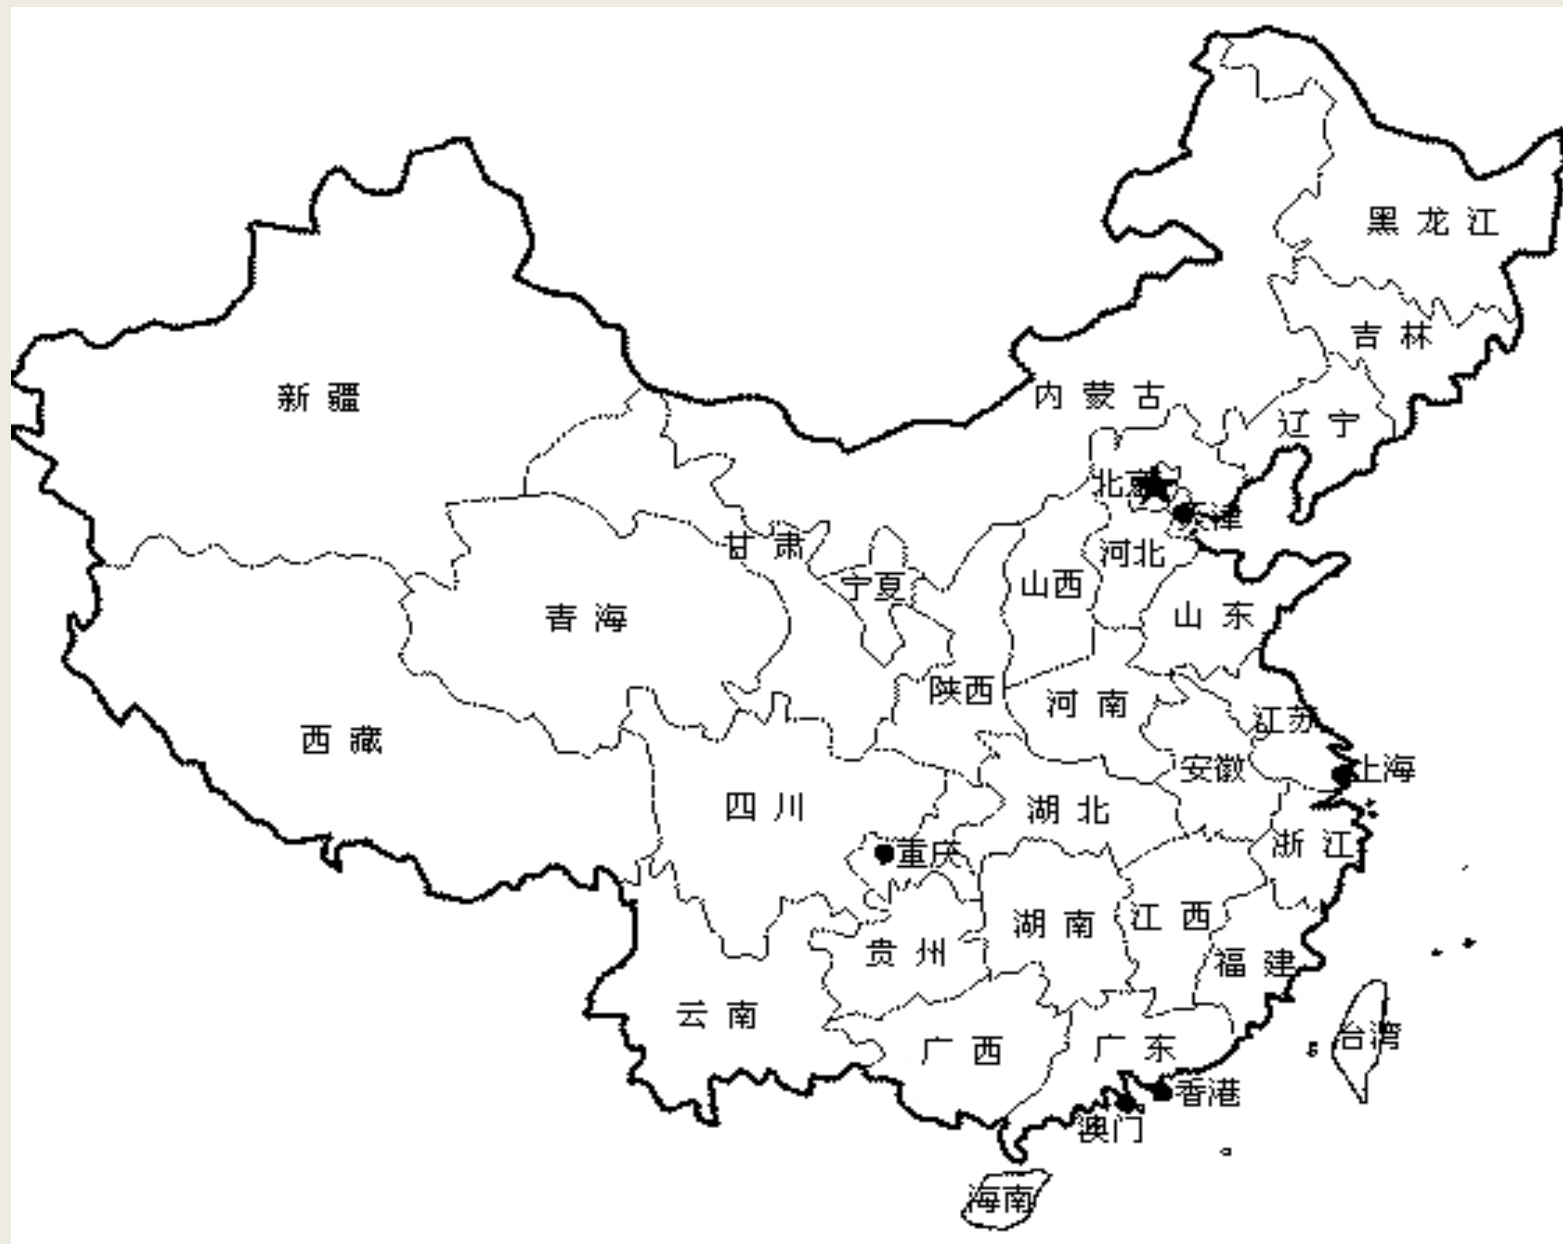 黑龙江
吉林
新疆
内蒙古
辽宁
北京
天津
甘肃
河北
宁夏
山西
青海
山东
陕西
河南
江苏
西藏
安徽
上海
四川
湖北
浙江
重庆
湖南
江西
贵州
福建
云南
台湾
广西
广东
香港
澳门
海南